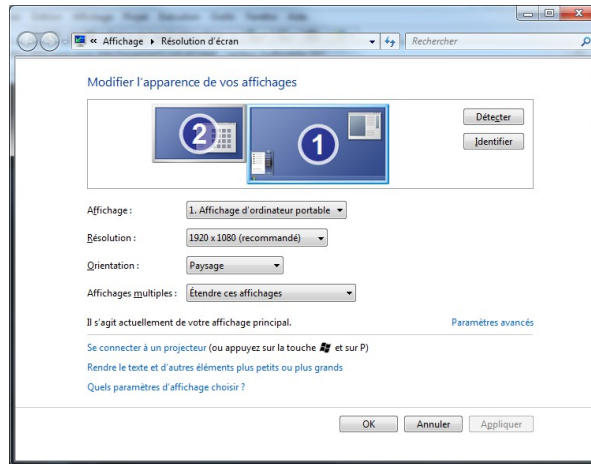 « Affichage ▸ Résolution d'écran
Rechercher
Modifier l'apparence de vos affichages
2
1
Détecter
Identifier
Affichage :
1. Affichage d'ordinateur portable
Résolution :
1920 x 1080 (recommandé)
Orientation :
Paysage
Affichages multiples :
Étendre ces affichages
Il s'agit actuellement de votre affichage principal.
Paramètres avancés
Se connecter à un projecteur (ou appuyez sur la touche et sur P)
Rendre le texte et d'autres éléments plus petits ou plus grands
Quels paramètres d'affichage choisir ?
OK
Annuler
Appliquer